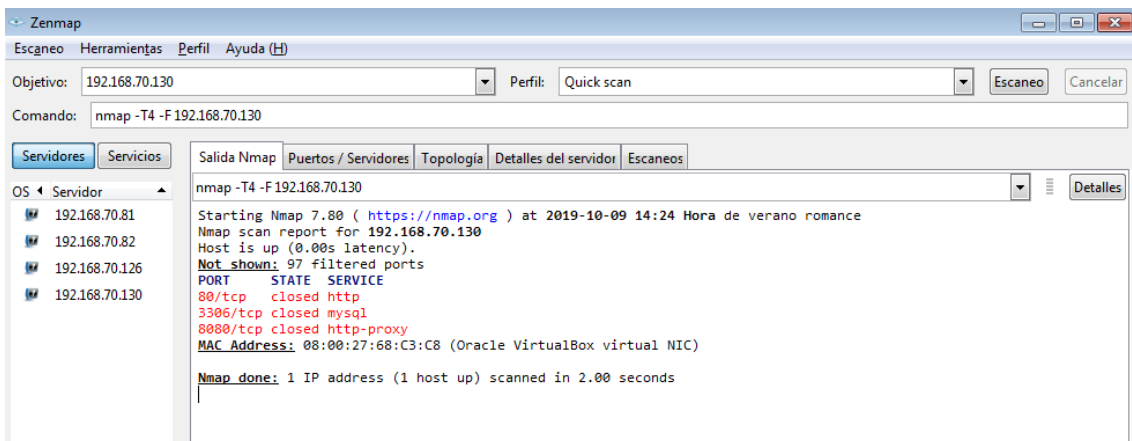 Zenmap
Escaneo Herramientas Perfil Ayuda (H)
Objetivo: 192.168.70.130 Perfil: Quick scan Escaneo Cancelar
Comando: nmap -T4 -F 192.168.70.130
Servidores Servicios Salida Nmap Puertos / Servidores Topología Detalles del servidor Escaneos
OS Servidor nmap -T4 -F 192.168.70.130 Detalles
192.168.70.81
192.168.70.82
192.168.70.126
192.168.70.130
Starting Nmap 7.80 ( https://nmap.org ) at 2019-10-09 14:24 Hora de verano romance
Nmap scan report for 192.168.70.130
Host is up (0.00s latency).
Not shown: 97 filtered ports
PORT STATE SERVICE
80/tcp closed http
3306/tcp closed mysql
8080/tcp closed http-proxy
MAC Address: 08:00:27:68:C3:C8 (Oracle VirtualBox virtual NIC)
Nmap done: 1 IP address (1 host up) scanned in 2.00 seconds